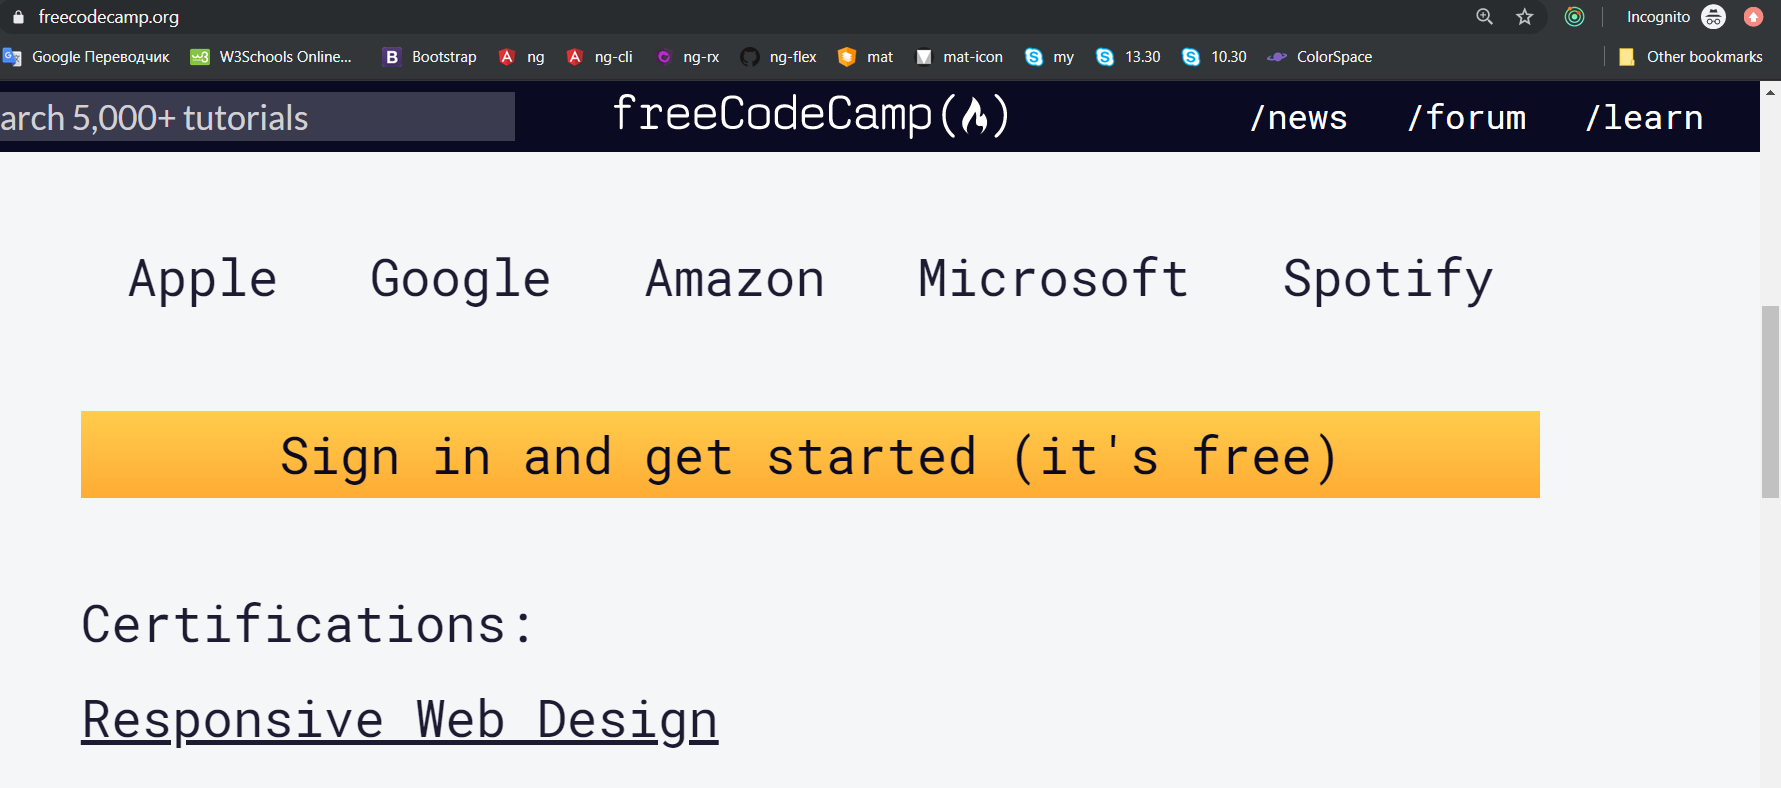 freecodecamp.org
Incognito
Google Переводчик W3Schools Online... Bootstrap ng ng-cli ng-rx ng-flex mat mat-icon my 13.30 10.30 ColorSpace Other bookmarks
arch 5,000+ tutorials freeCodeCamp(🔥) /news /forum /learn
Apple Google Amazon Microsoft Spotify
Sign in and get started (it's free)
Certifications:
Responsive Web Design